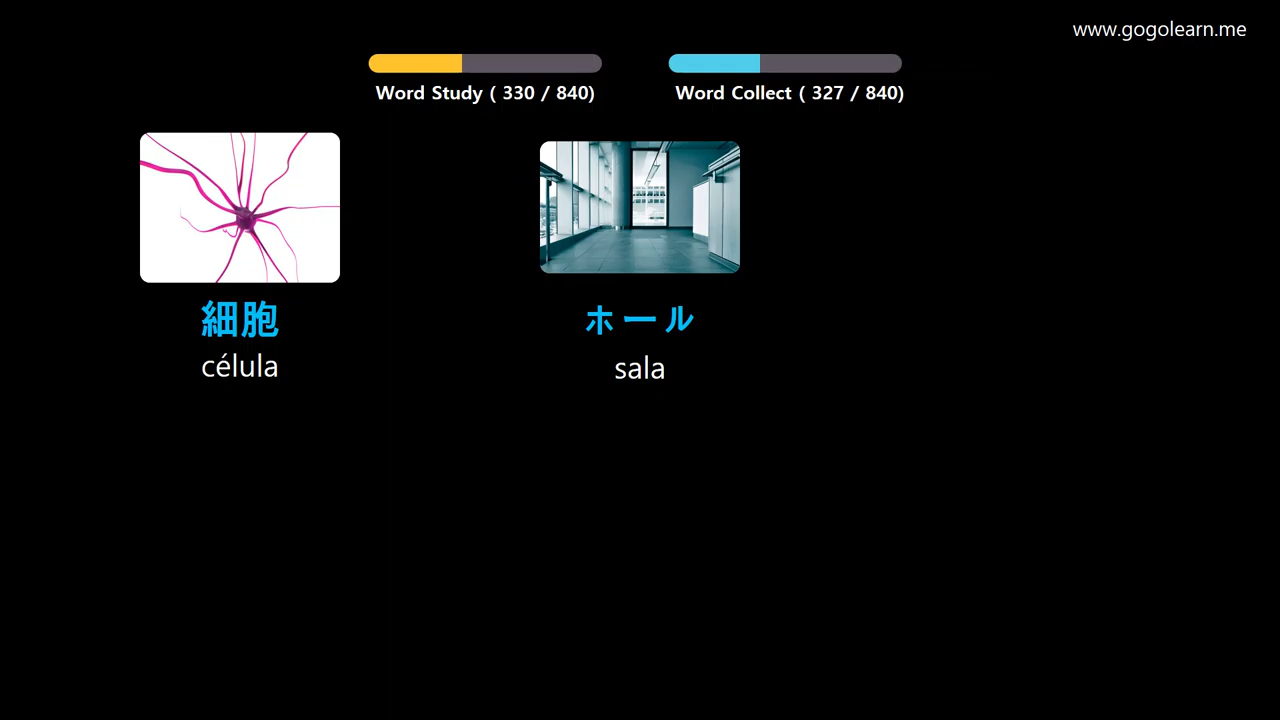 www.gogolearn.me
Word Study ( 330 / 840)
Word Collect ( 327 / 840)
細胞
célula
ホール
sala